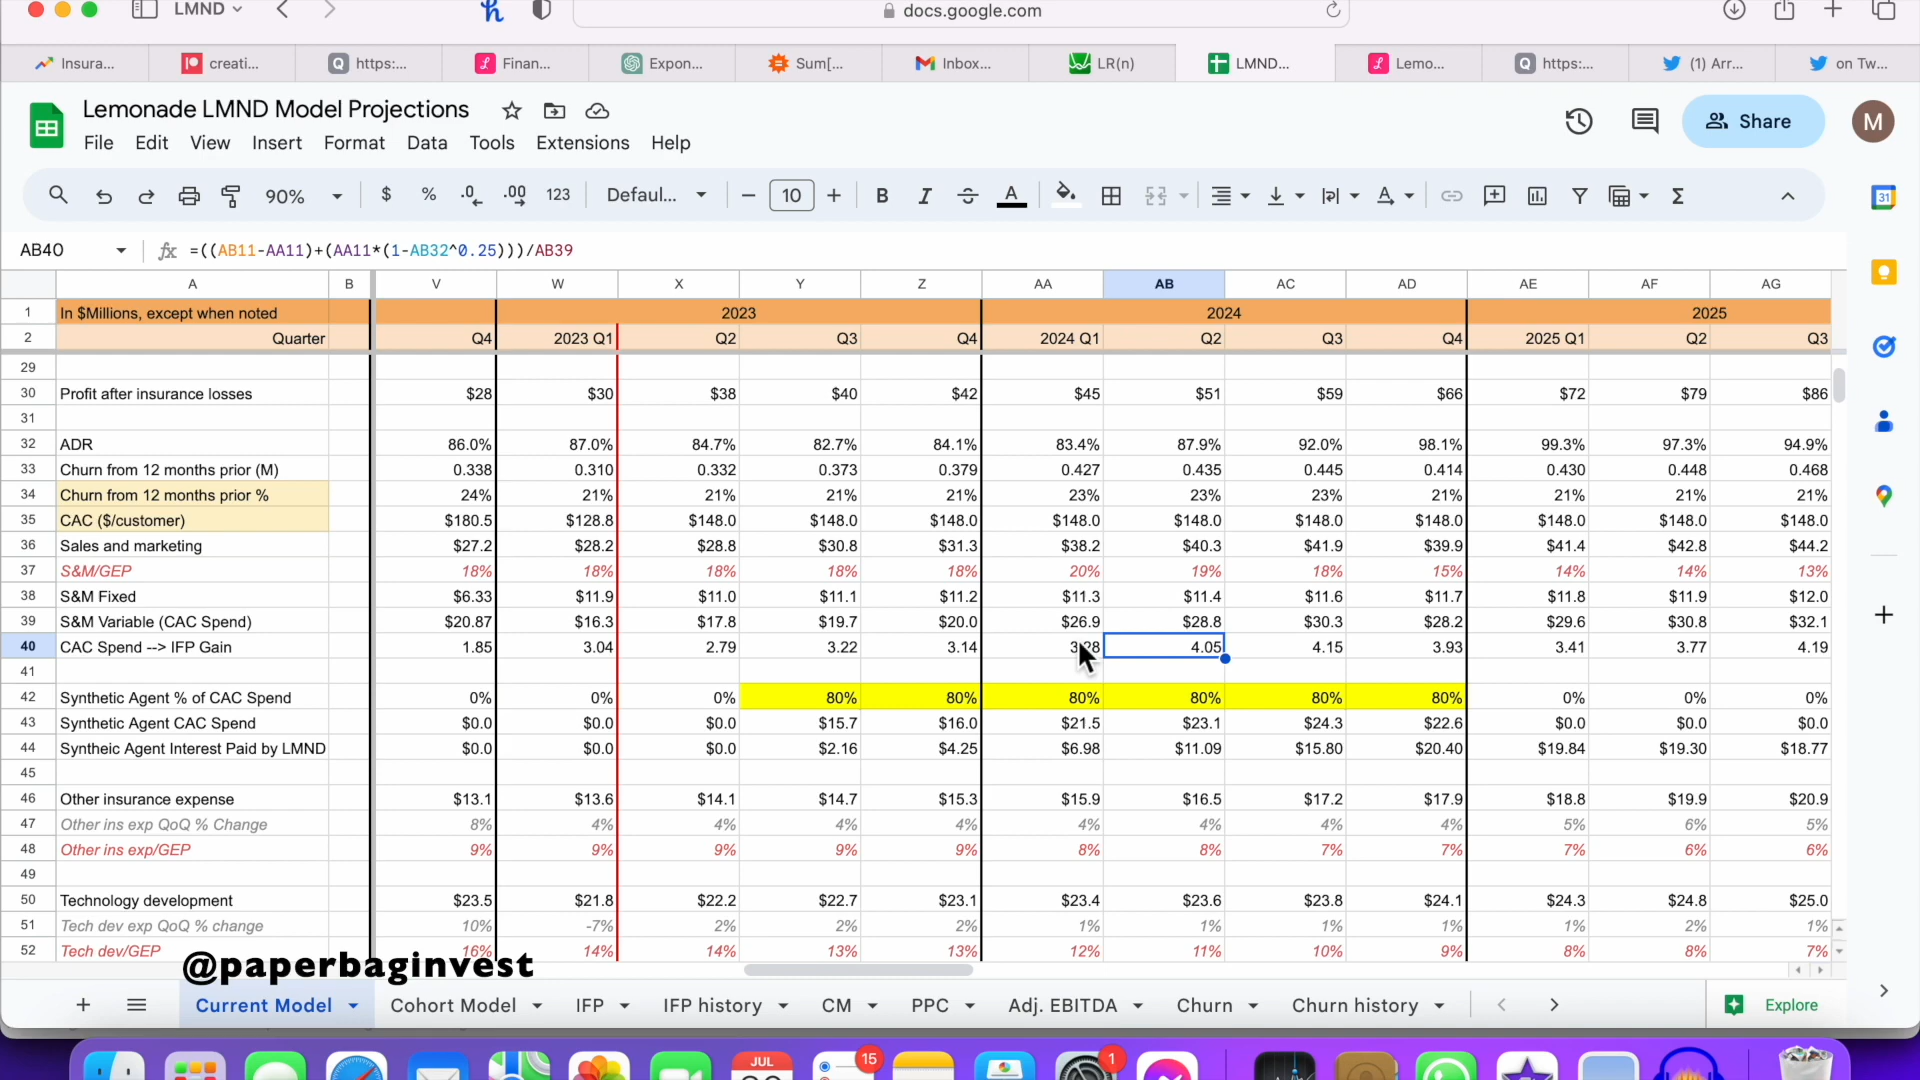 LMND
docs.google.com
Insura... creati... https:... Finan... Expon... Sum[... Inbox... LR(n) LMND... Lemo... https:... (1) Arr... on Tw...
Lemonade LMND Model Projections
File Edit View Insert Format Data Tools Extensions Help
Share
M
90% $ % .0 .00 123 Defaul... 10 B I A
31
AB40 fx =((AB11-AA11)+(AA11*(1-AB32^0.25)))/AB39
A B V W X Y Z AA AB AC AD AE AF AG
1 In $Millions, except when noted 2023 2024 2025
2 Quarter Q4 2023 Q1 Q2 Q3 Q4 2024 Q1 Q2 Q3 Q4 2025 Q1 Q2 Q3
29
30 Profit after insurance losses $28 $30 $38 $40 $42 $45 $51 $59 $66 $72 $79 $86
31
32 ADR 86.0% 87.0% 84.7% 82.7% 84.1% 83.4% 87.9% 92.0% 98.1% 99.3% 97.3% 94.9%
33 Churn from 12 months prior (M) 0.338 0.310 0.332 0.373 0.379 0.427 0.435 0.445 0.414 0.430 0.448 0.468
34 Churn from 12 months prior % 24% 21% 21% 21% 21% 23% 23% 23% 21% 21% 21% 21%
35 CAC ($/customer) $180.5 $128.8 $148.0 $148.0 $148.0 $148.0 $148.0 $148.0 $148.0 $148.0 $148.0 $148.0
36 Sales and marketing $27.2 $28.2 $28.8 $30.8 $31.3 $38.2 $40.3 $41.9 $39.9 $41.4 $42.8 $44.2
37 S&M/GEP 18% 18% 18% 18% 18% 20% 19% 18% 15% 14% 14% 13%
38 S&M Fixed $6.33 $11.9 $11.0 $11.1 $11.2 $11.3 $11.4 $11.6 $11.7 $11.8 $11.9 $12.0
39 S&M Variable (CAC Spend) $20.87 $16.3 $17.8 $19.7 $20.0 $26.9 $28.8 $30.3 $28.2 $29.6 $30.8 $32.1
40 CAC Spend --> IFP Gain 1.85 3.04 2.79 3.22 3.14 3.28 4.05 4.15 3.93 3.41 3.77 4.19
41
42 Synthetic Agent % of CAC Spend 0% 0% 0% 80% 80% 80% 80% 80% 80% 0% 0% 0%
43 Synthetic Agent CAC Spend $0.0 $0.0 $0.0 $15.7 $16.0 $21.5 $23.1 $24.3 $22.6 $0.0 $0.0 $0.0
44 Syntheic Agent Interest Paid by LMND $0.0 $0.0 $0.0 $2.16 $4.25 $6.98 $11.09 $15.80 $20.40 $19.84 $19.30 $18.77
45
46 Other insurance expense $13.1 $13.6 $14.1 $14.7 $15.3 $15.9 $16.5 $17.2 $17.9 $18.8 $19.9 $20.9
47 Other ins exp QoQ % Change 8% 4% 4% 4% 4% 4% 4% 4% 4% 5% 6% 5%
48 Other ins exp/GEP 9% 9% 9% 9% 9% 8% 8% 7% 7% 7% 6% 6%
49
50 Technology development $23.5 $21.8 $22.2 $22.7 $23.1 $23.4 $23.6 $23.8 $24.1 $24.3 $24.8 $25.0
51 Tech dev exp QoQ % change 10% -7% 2% 2% 2% 1% 1% 1% 1% 1% 2% 1%
52 Tech dev/GEP 16% 14% 14% 13% 13% 12% 11% 10% 9% 8% 8% 7%
@paperbaginvest
Current Model Cohort Model IFP IFP history CM PPC Adj. EBITDA Churn Churn history Explore
JUL 15 1